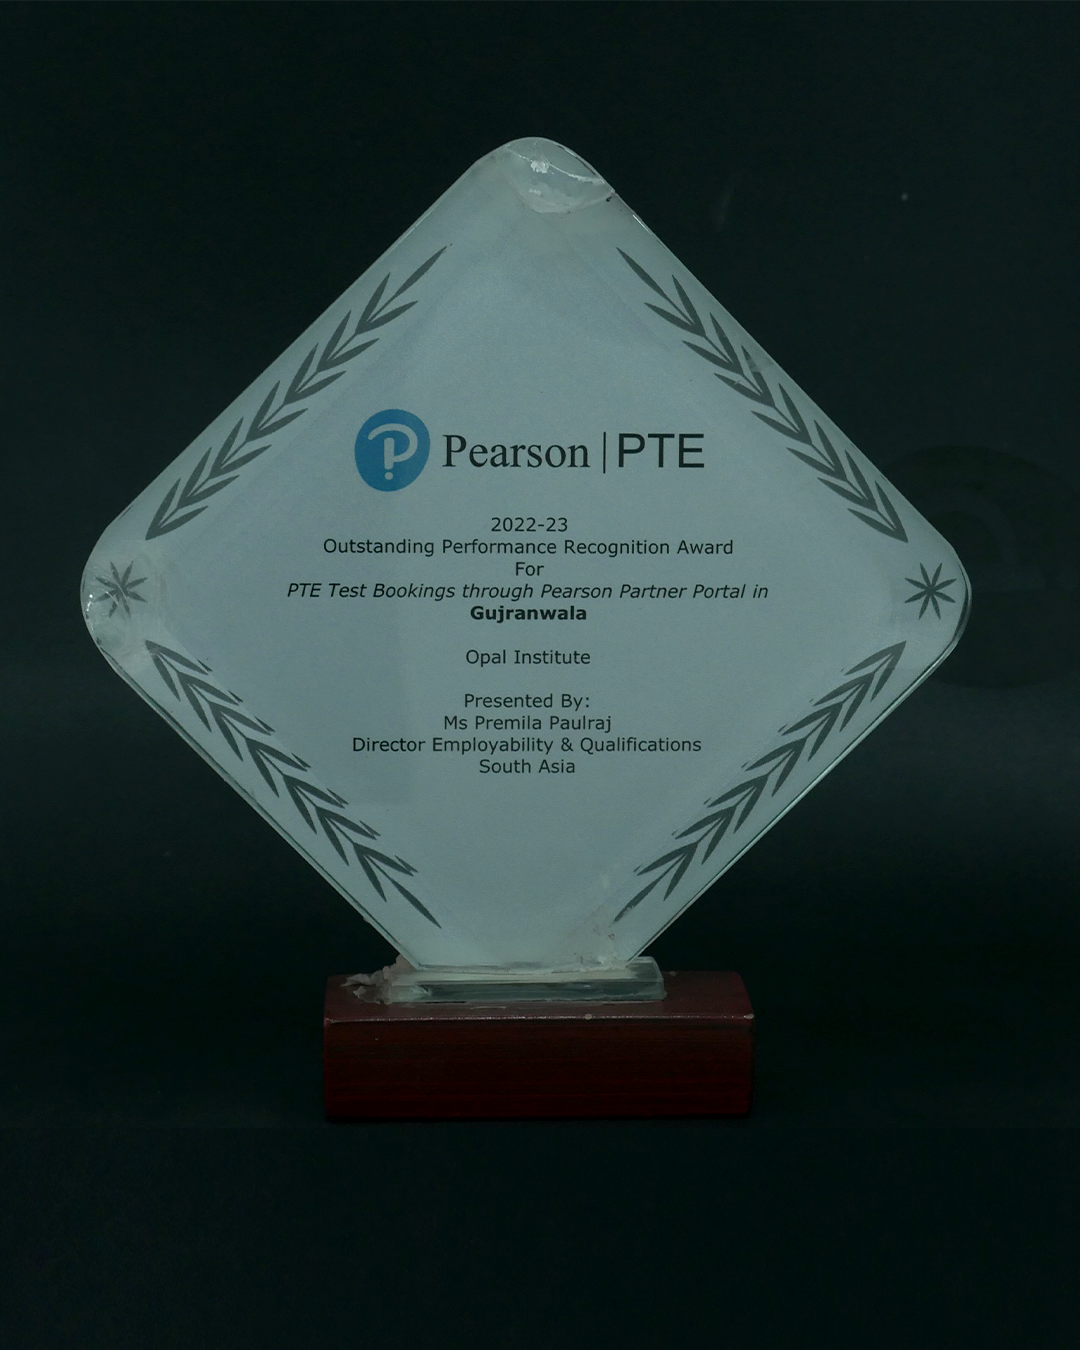 Pearson | PTE
2022-23
Outstanding Performance Recognition Award
For
PTE Test Bookings through Pearson Partner Portal in
Gujranwala
Opal Institute
Presented By:
Ms Premila Paulraj
Director Employability & Qualifications
South Asia